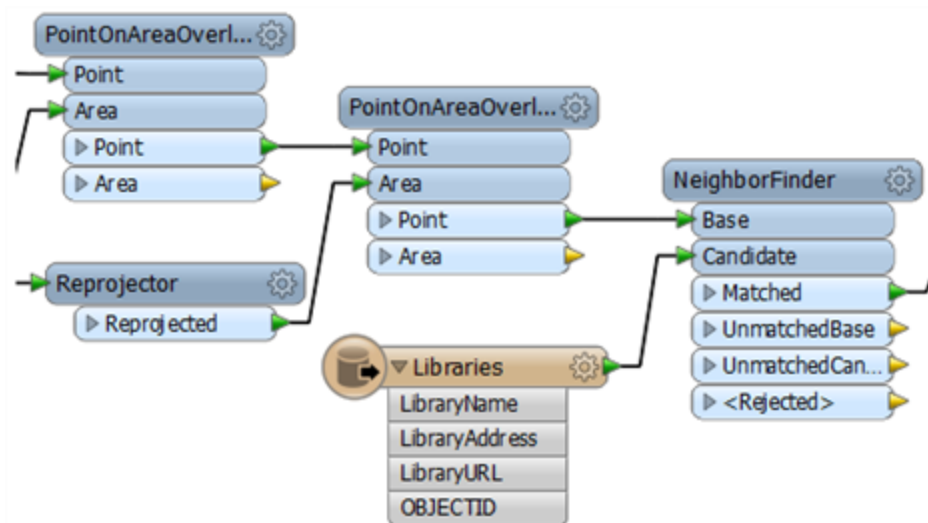 PointOnAreaOverl...
Point
Area
Point
Area
Reprojector
Reprojected
PointOnAreaOverl...
Point
Area
Point
Area
Libraries
LibraryName
LibraryAddress
LibraryURL
OBJECTID
NeighborFinder
Base
Candidate
Matched
UnmatchedBase
UnmatchedCan...
<Rejected>